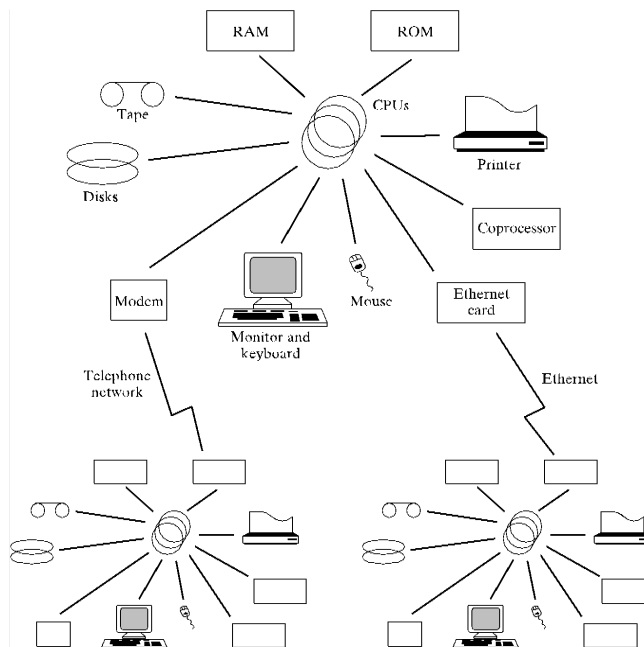 RAM
ROM
CPUs
Tape
Printer
Disks
Coprocessor
Modem
Mouse
Ethernet
card
Monitor and
keyboard
Telephone
network
Ethernet